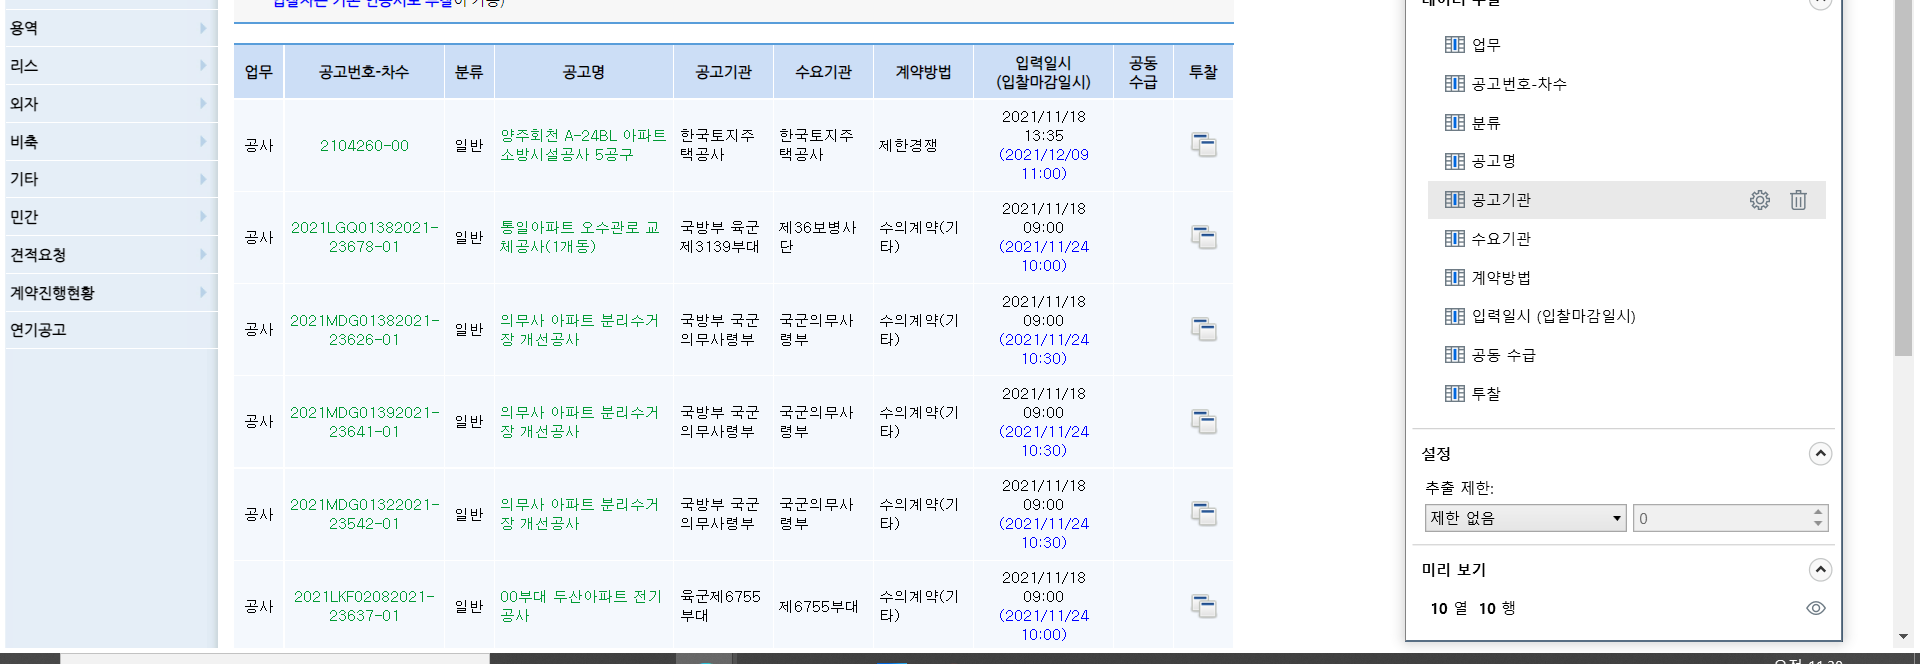 입찰자는 기존 인증서로 투찰이 가능)
용역
리스
외자
비축
기타
민간
견적요청
계약진행현황
연기공고
업무 공고번호-차수 분류 공고명 공고기관 수요기관 계약방법 입력일시 공동 투찰
(입찰마감일시) 수급
2021/11/18
공사 2104260-00 일반 양주회천 A-24BL 아파트 한국토지주 한국토지주 제한경쟁 13:35
소방시설공사 5공구 택공사 택공사 (2021/12/09
11:00)
2021/11/18
공사 2021LGQ01382021- 일반 통일아파트 오수관로 교 국방부 육군 제36보병사 수의계약(기 09:00
23678-01 체공사(1개동) 제3139부대 단 타) (2021/11/24
10:00)
2021/11/18
공사 2021MDG01382021- 일반 의무사 아파트 분리수거 국방부 국군 국군의무사 수의계약(기 09:00
23626-01 장 개선공사 의무사령부 령부 타) (2021/11/24
10:30)
2021/11/18
공사 2021MDG01392021- 일반 의무사 아파트 분리수거 국방부 국군 국군의무사 수의계약(기 09:00
23641-01 장 개선공사 의무사령부 령부 타) (2021/11/24
10:30)
2021/11/18
공사 2021MDG01322021- 일반 의무사 아파트 분리수거 국방부 국군 국군의무사 수의계약(기 09:00
23542-01 장 개선공사 의무사령부 령부 타) (2021/11/24
10:30)
2021/11/18
공사 2021LKF02082021- 일반 00부대 두산아파트 전기 육군제6755 제6755부대 수의계약(기 09:00
23637-01 공사 부대 타) (2021/11/24
10:00)
데이터 추출
업무
공고번호-차수
분류
공고명
공고기관
수요기관
계약방법
입력일시 (입찰마감일시)
공동 수급
투찰
설정
추출 제한:
제한 없음 0
미리 보기
10 열 10 행